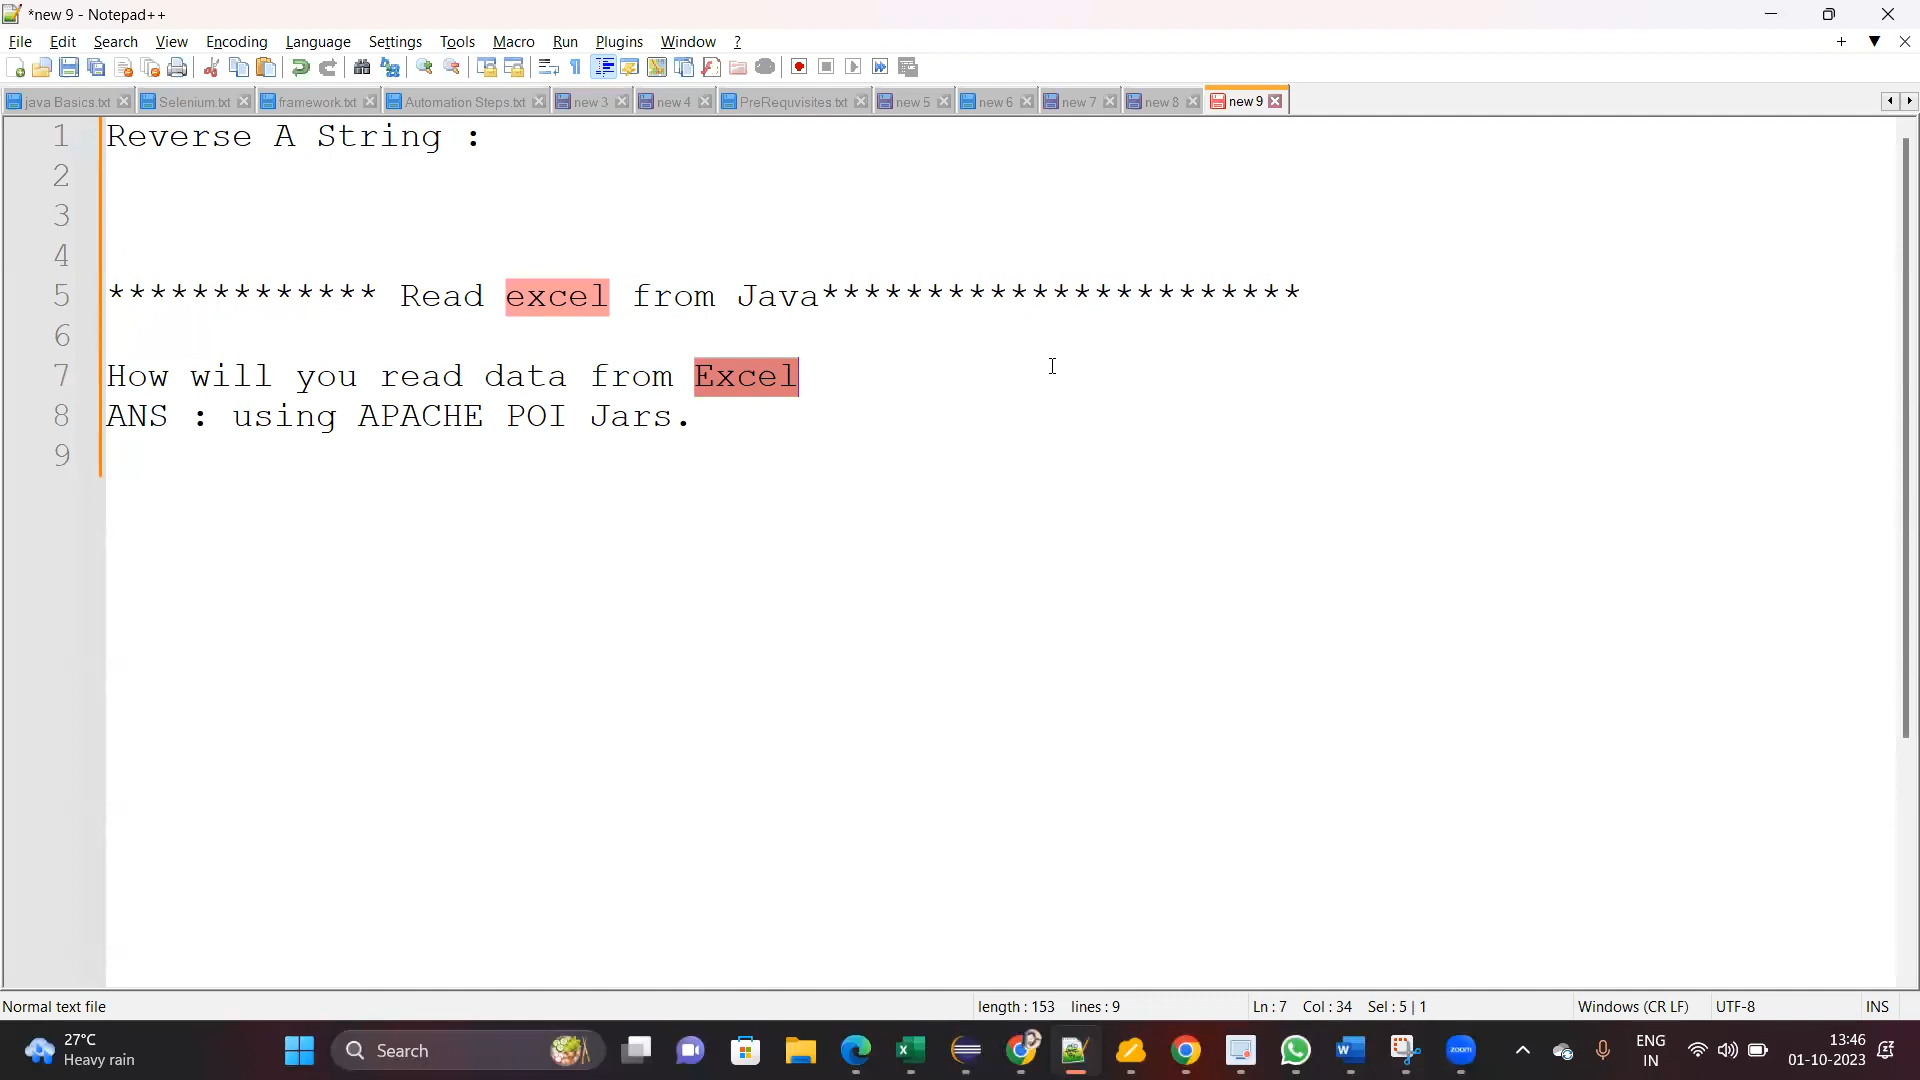 *new 9 - Notepad++
File Edit Search View Encoding Language Settings Tools Macro Run Plugins Window ?
java Basics.txt Selenium.txt framework.txt Automation Steps.txt new 3 new 4 PreRequvisites.txt new 5 new 6 new 7 new 8 new 9
1 Reverse A String :
2
3
4
5 ************* Read excel from Java***********************
6
7 How will you read data from Excel
8 ANS : using APACHE POI Jars.
9
Normal text file length : 153 lines : 9 Ln : 7 Col : 34 Sel : 5 | 1 Windows (CR LF) UTF-8 INS
27°C
Heavy rain
Search
zoom
ENG
IN
13:46
01-10-2023